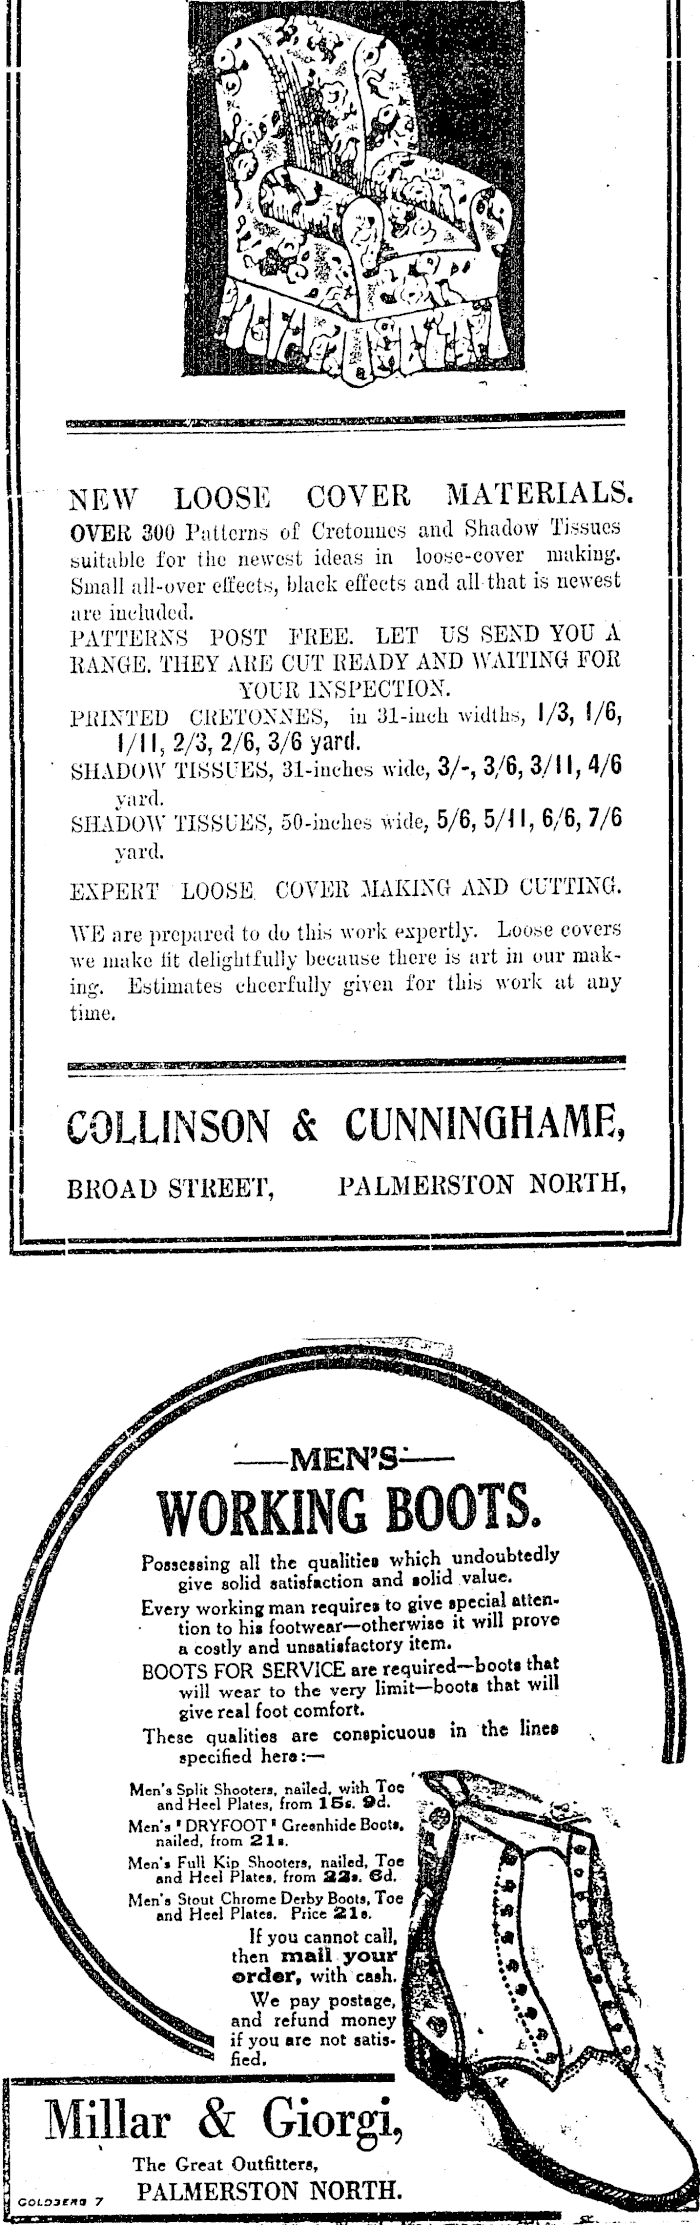 NEW LOOSE COVER MATERIALS.
OVER 300 Patterns of Cretonnes and Shadow Tissues
suitable for the newest ideas in loose-cover making.
Small all-over effects, black effects and all that is newest
are included.
PATTERNS POST FREE. LET US SEND YOU A
RANGE. THEY ARE CUT READY AND WAITING FOR
YOUR INSPECTION.
PRINTED CRETONNES, in 31-inch widths, 1/3, 1/6,
1/11, 2/3, 2/6, 3/6 yard.
SHADOW TISSUES, 31-inches wide, 3/-, 3/6, 3/11, 4/6
yard.
SHADOW TISSUES, 50-inches wide, 5/6, 5/11, 6/6, 7/6
yard.
EXPERT LOOSE COVER MAKING AND CUTTING.
WE are prepared to do this work expertly. Loose covers
we make fit delightfully because there is art in our mak-
ing. Estimates cheerfully given for this work at any
time.
COLLINSON & CUNNINGHAME,
BROAD STREET, PALMERSTON NORTH,
—MEN'S—
WORKING BOOTS.
Possessing all the qualities which undoubtedly
give solid satisfaction and solid value.
Every working man requires to give special atten-
tion to his footwear—otherwise it will prove
a costly and unsatisfactory item.
BOOTS FOR SERVICE are required—boots that
will wear to the very limit—boots that will
give real foot comfort.
These qualities are conspicuous in the lines
specified here:—
Men's Split Shooters, nailed, with Toe
and Heel Plates, from 15s. 9d.
Men's "DRYFOOT" Greenhide Boots,
nailed, from 21s.
Men's Full Kip Shooters, nailed, Toe
and Heel Plates, from 22s. 6d.
Men's Stout Chrome Derby Boots, Toe
and Heel Plates. Price 21s.
If you cannot call,
then mail your
order, with cash.
We pay postage,
and refund money
if you are not satis-
fied.
Millar & Giorgi,
The Great Outfitters,
GOLDBERG 7 PALMERSTON NORTH.